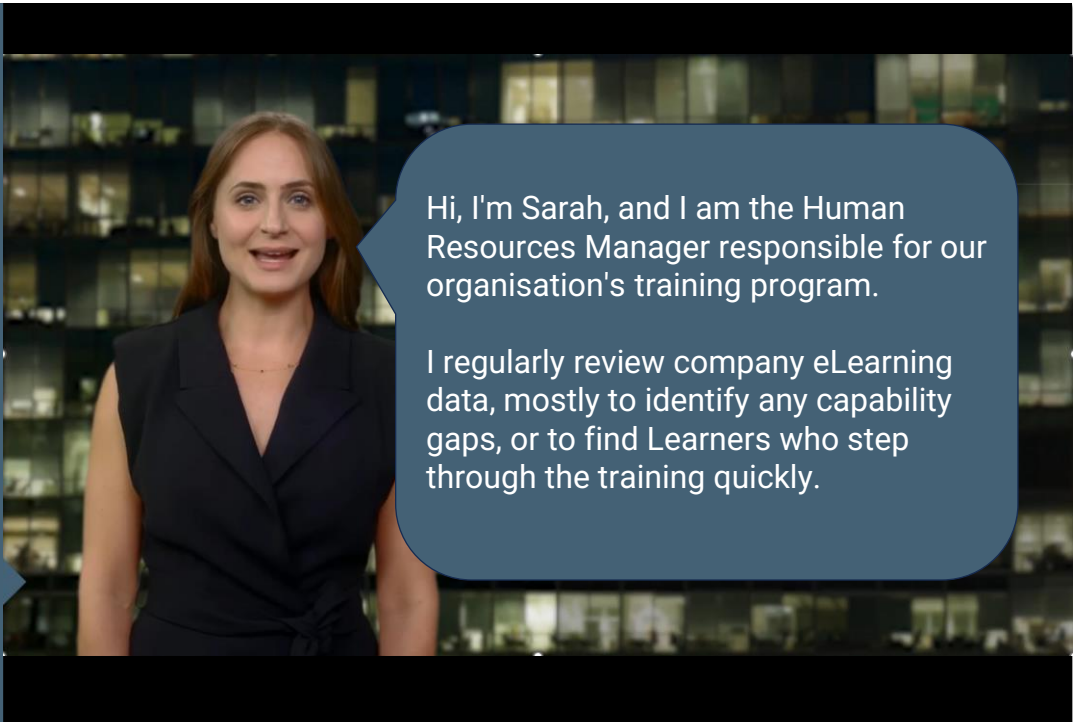 Hi, I'm Sarah, and I am the Human
Resources Manager responsible for our
organisation's training program.
I regularly review company eLearning
data, mostly to identify any capability
gaps, or to find Learners who step
through the training quickly.